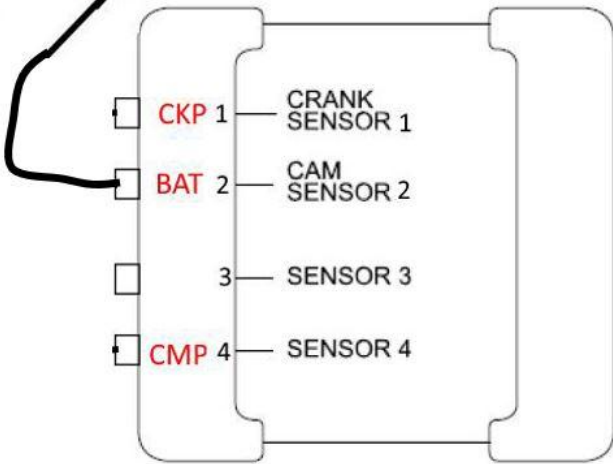 CKP 1 CRANK
SENSOR 1
BAT 2 CAM
SENSOR 2
3 SENSOR 3
CMP 4 SENSOR 4